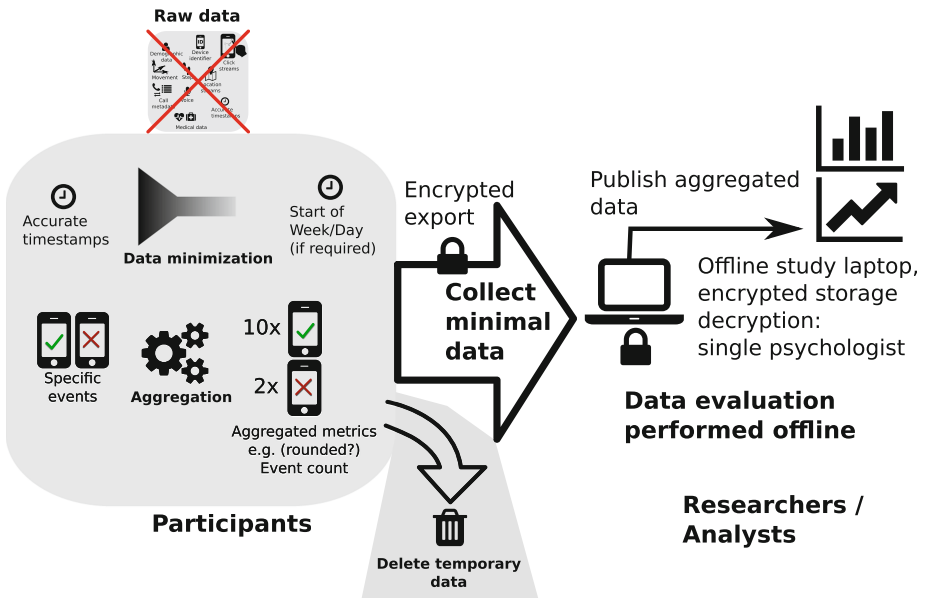 Raw data
Demographic
data
Device
identifier
ID
Click
streams
Movement
Steps
Location
streams
Call
metadata
Voice
Accurate
timestamps
Medical data
Accurate
timestamps
Data minimization
Start of
Week/Day
(if required)
Specific
events
Aggregation
10x
2x
Aggregated metrics
e.g. (rounded?)
Event count
Participants
Encrypted
export
Collect
minimal
data
Delete temporary
data
Publish aggregated
data
Offline study laptop,
encrypted storage
decryption:
single psychologist
Data evaluation
performed offline
Researchers /
Analysts